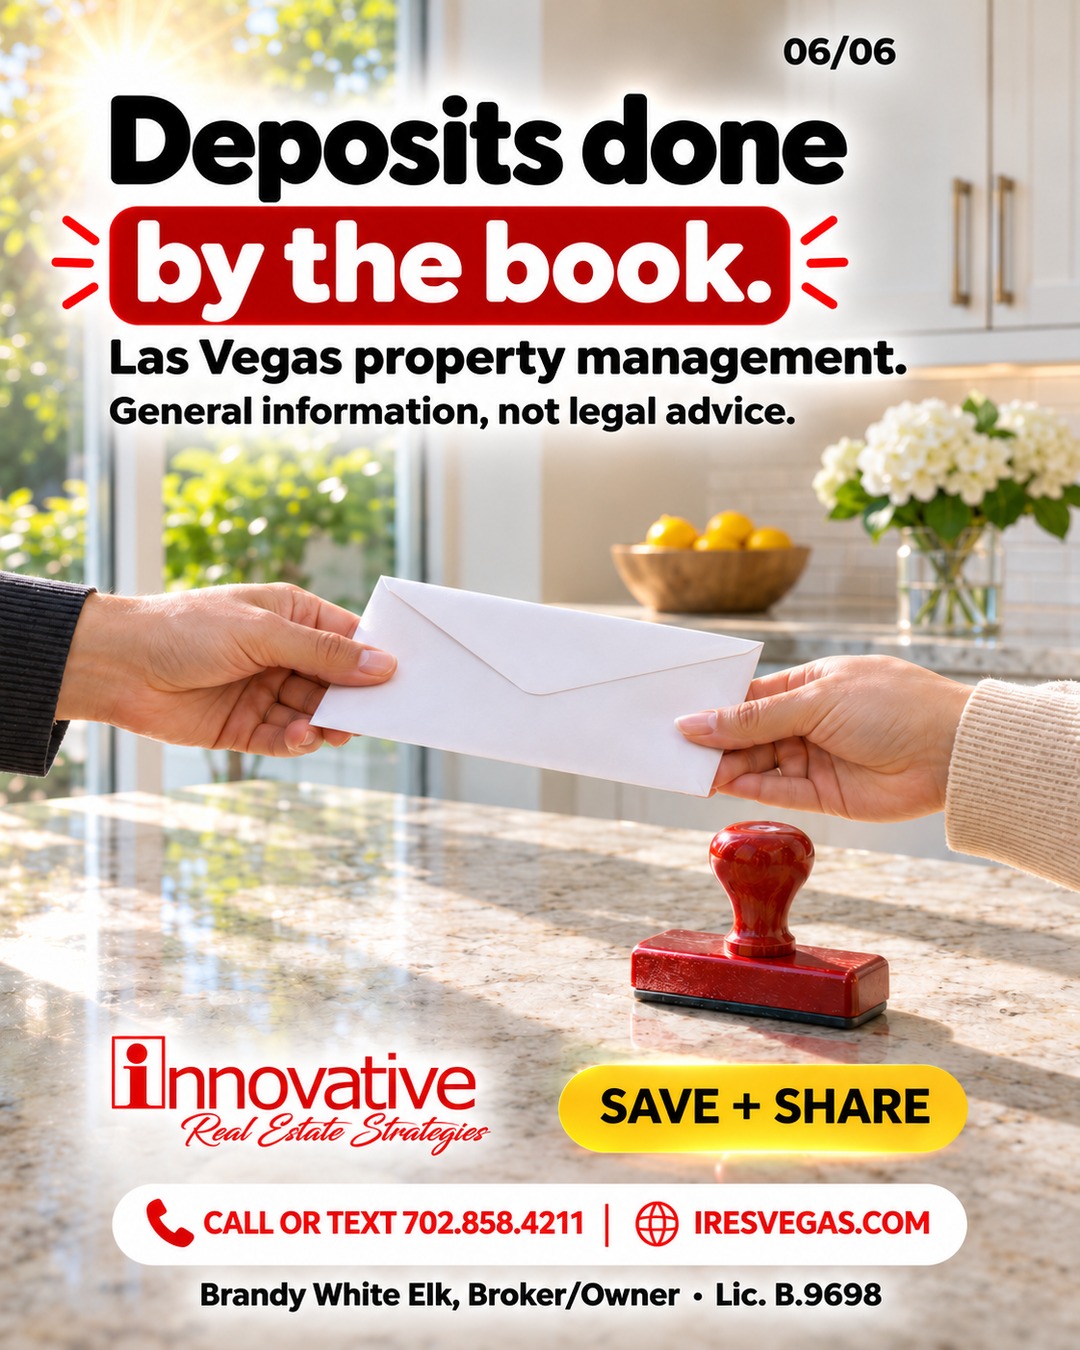 06/06
Deposits done
by the book.
Las Vegas property management.
General information, not legal advice.
innovative
Real Estate Strategies
SAVE + SHARE
CALL OR TEXT 702.858.4211 | IRESVEGAS.COM
Brandy White Elk, Broker/Owner • Lic. B.9698